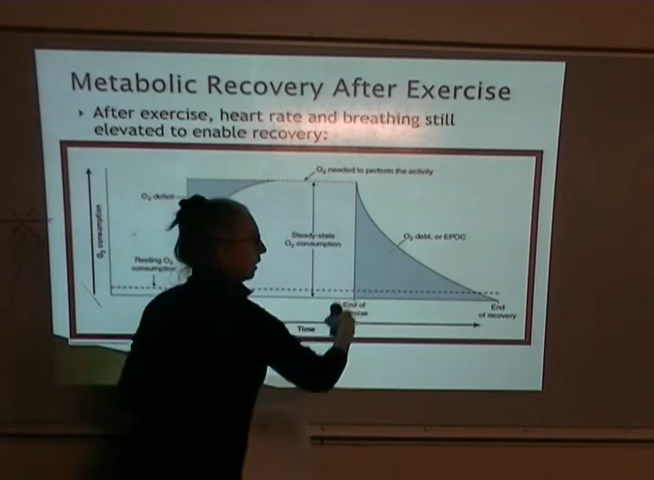 Metabolic Recovery After Exercise
After exercise, heart rate and breathing still
elevated to enable recovery:
O₂ needed to perform the activity
O₂ deficit
O₂ consumption
Steady-state
O₂ consumption
O₂ debt, or EPOC
Resting O₂
consumption
End of
End
of recovery
Time